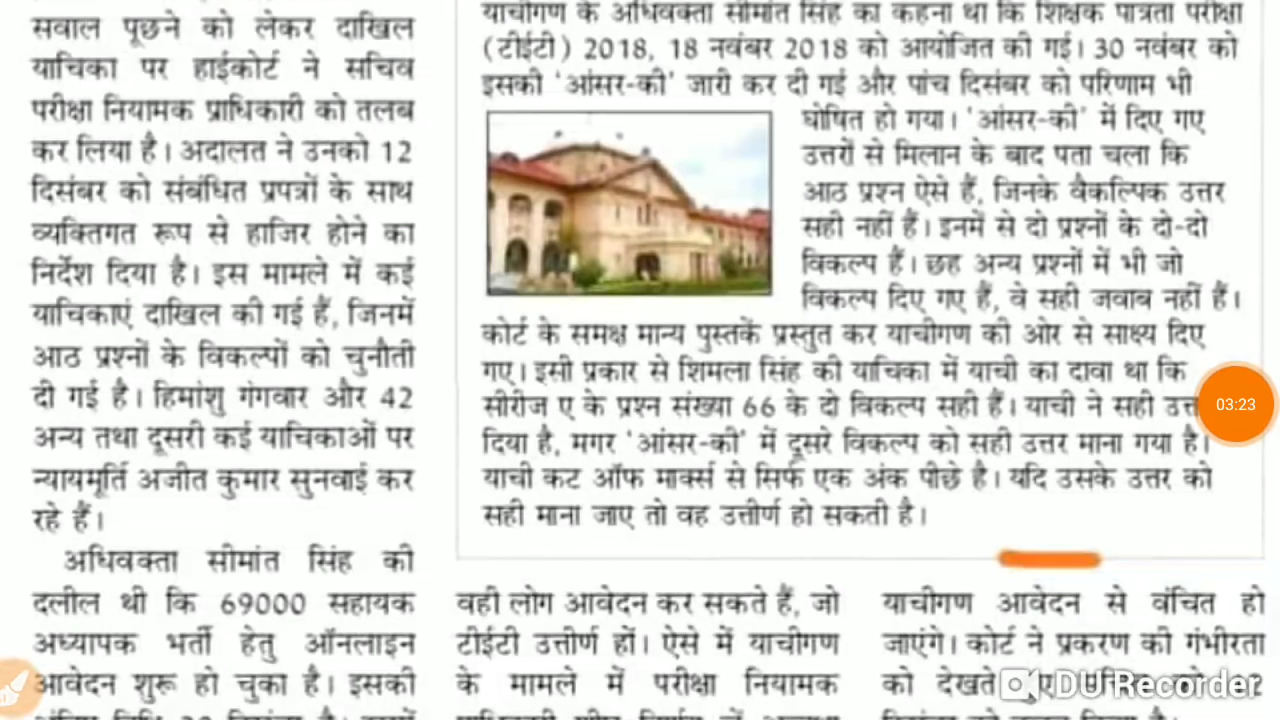 सवाल पूछने को लेकर दाखिल
याचिका पर हाईकोर्ट ने सचिव
परीक्षा नियामक प्राधिकारी को तलब
कर लिया है। अदालत ने उनको 12
दिसंबर को संबंधित प्रपत्रों के साथ
व्यक्तिगत रूप से हाजिर होने का
निर्देश दिया है। इस मामले में कई
याचिकाएं दाखिल की गई हैं, जिनमें
आठ प्रश्नों के विकल्पों को चुनौती
दी गई है। हिमांशु गंगवार और 42
अन्य तथा दूसरी कई याचिकाओं पर
न्यायमूर्ति अजीत कुमार सुनवाई कर
रहे हैं।
अधिवक्ता सीमांत सिंह की
दलील थी कि 69000 सहायक
अध्यापक भर्ती हेतु ऑनलाइन
आवेदन शुरू हो चुका है। इसकी
याचीगण के अधिवक्ता सीमांत सिंह का कहना था कि शिक्षक पात्रता परीक्षा
(टीईटी) 2018, 18 नवंबर 2018 को आयोजित की गई। 30 नवंबर को
इसकी 'आंसर-की' जारी कर दी गई और पांच दिसंबर को परिणाम भी
घोषित हो गया। 'आंसर-की' में दिए गए
उत्तरों से मिलान के बाद पता चला कि
आठ प्रश्न ऐसे हैं, जिनके वैकल्पिक उत्तर
सही नहीं हैं। इनमें से दो प्रश्नों के दो-दो
विकल्प हैं। छह अन्य प्रश्नों में भी जो
विकल्प दिए गए हैं, वे सही जवाब नहीं हैं।
कोर्ट के समक्ष मान्य पुस्तकें प्रस्तुत कर याचीगण की ओर से साक्ष्य दिए
गए। इसी प्रकार से शिमला सिंह की याचिका में याची का दावा था कि
सीरीज ए के प्रश्न संख्या 66 के दो विकल्प सही हैं। याची ने सही उत्त
दिया है, मगर 'आंसर-की' में दूसरे विकल्प को सही उत्तर माना गया है।
याची कट ऑफ मार्क्स से सिर्फ एक अंक पीछे है। यदि उसके उत्तर को
सही माना जाए तो वह उत्तीर्ण हो सकती है।
वही लोग आवेदन कर सकते हैं, जो
टीईटी उत्तीर्ण हों। ऐसे में याचीगण
के मामले में परीक्षा नियामक
याचीगण आवेदन से वंचित हो
जाएंगे। कोर्ट ने प्रकरण की गंभीरता
को देखते
03:23
DU Recorder